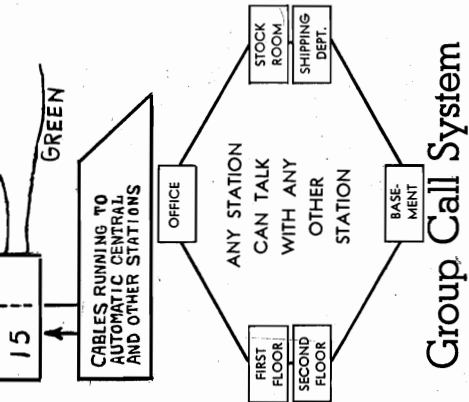 GREEN
15
CABLES RUNNING TO
AUTOMATIC CENTRAL
AND OTHER STATIONS
OFFICE
STOCK
ROOM
SHIPPING
DEPT.
ANY STATION
CAN TALK
WITH ANY
OTHER
STATION
FIRST
FLOOR
SECOND
FLOOR
BASE-
MENT
Group Call System